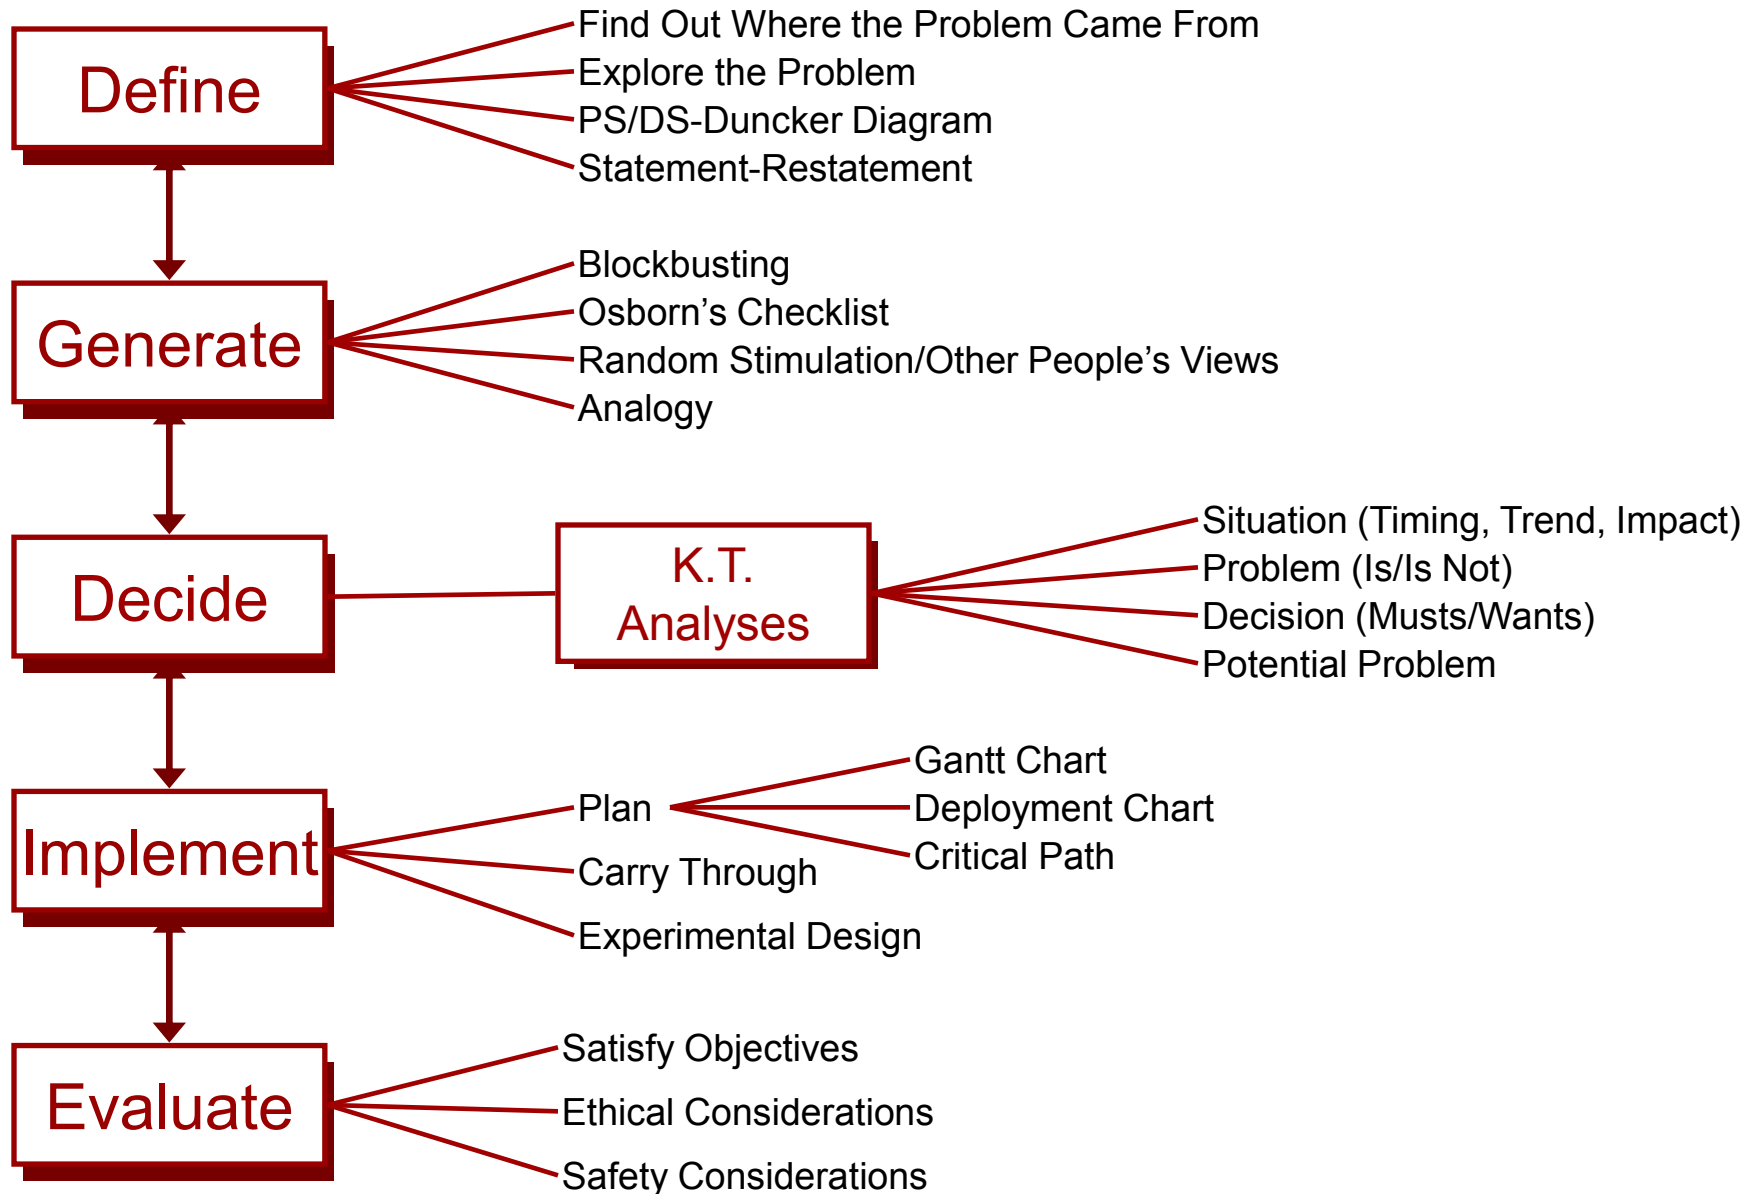 Define
Find Out Where the Problem Came From
Explore the Problem
PS/DS-Duncker Diagram
Statement-Restatement
Generate
Blockbusting
Osborn’s Checklist
Random Stimulation/Other People’s Views
Analogy
Decide
K.T.
Analyses
Situation (Timing, Trend, Impact)
Problem (Is/Is Not)
Decision (Musts/Wants)
Potential Problem
Implement
Plan
Gantt Chart
Deployment Chart
Critical Path
Carry Through
Experimental Design
Evaluate
Satisfy Objectives
Ethical Considerations
Safety Considerations